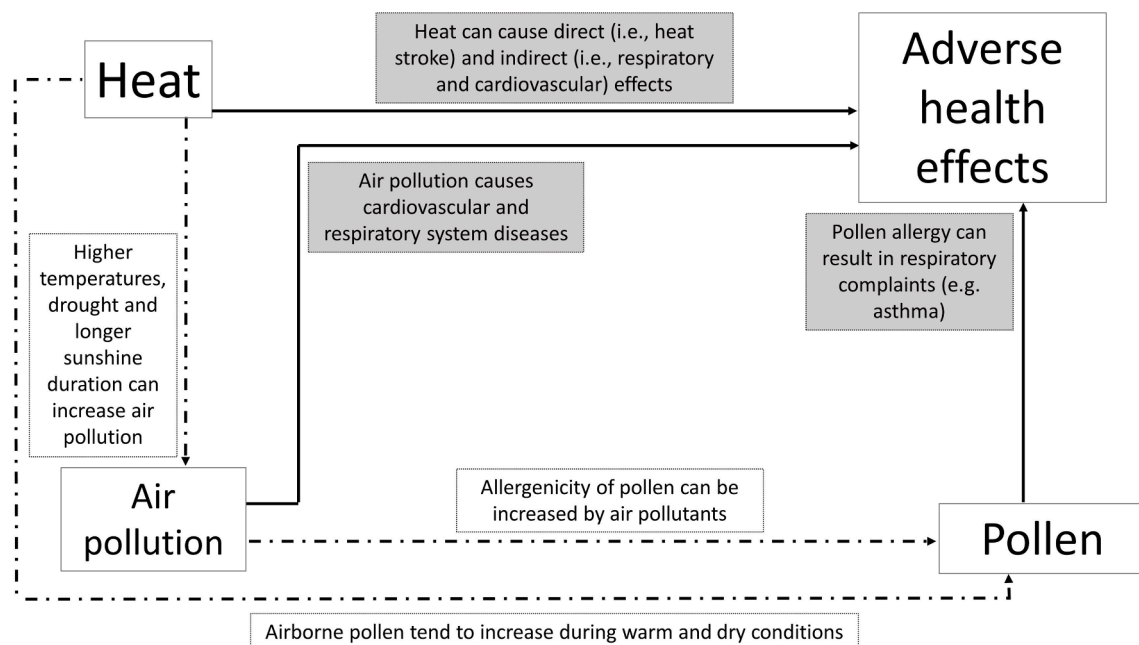 Heat
Heat can cause direct (i.e., heat
stroke) and indirect (i.e., respiratory
and cardiovascular) effects
Adverse
health
effects
Air pollution causes
cardiovascular and
respiratory system diseases
Pollen allergy can
result in respiratory
complaints (e.g.
asthma)
Higher
temperatures,
drought and
longer
sunshine
duration can
increase air
pollution
Air
pollution
Allergenicity of pollen can be
increased by air pollutants
Pollen
Airborne pollen tend to increase during warm and dry conditions